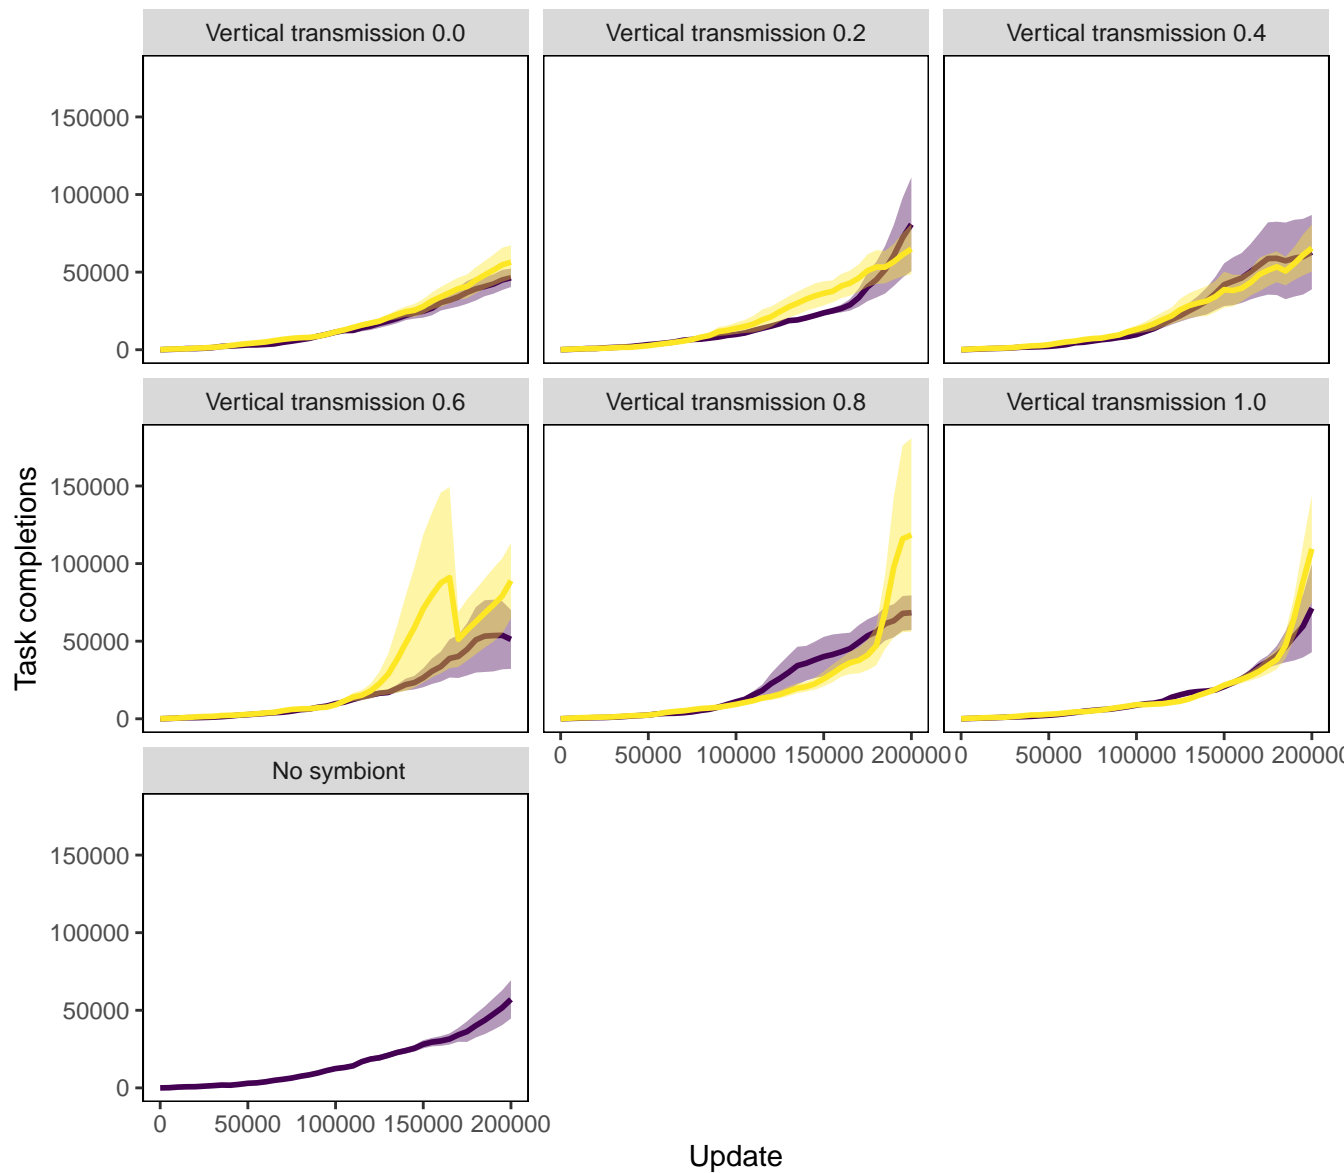 Vertical transmission 0.0
Vertical transmission 0.2
Vertical transmission 0.4
150000
100000
50000
0
Vertical transmission 0.6
Vertical transmission 0.8
Vertical transmission 1.0
150000
100000
50000
0
0 50000 100000 150000 200000
0 50000 100000 150000 200000
No symbiont
150000
100000
50000
0
0 50000 100000 150000 200000
Task completions
Update